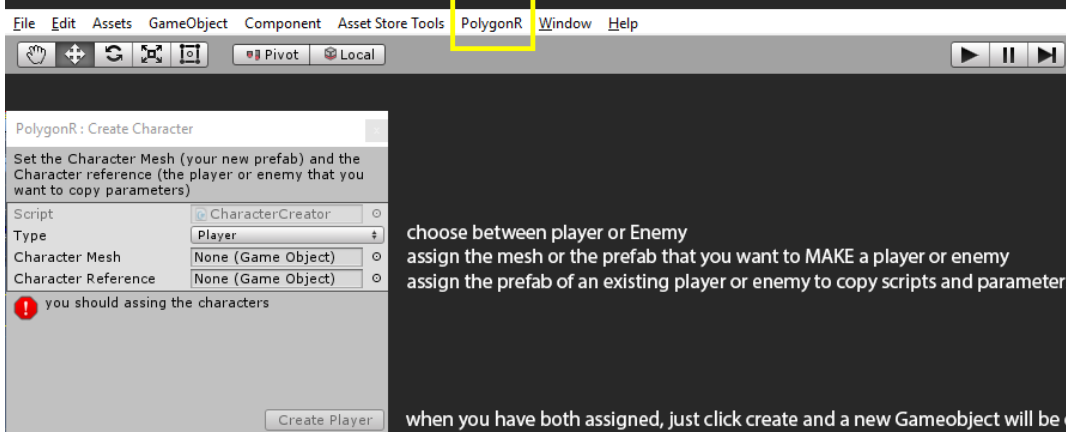 File Edit Assets GameObject Component Asset Store Tools PolygonR Window Help
Pivot Local
PolygonR : Create Character
Set the Character Mesh (your new prefab) and the
Character reference (the player or enemy that you
want to copy parameters)
Script CharacterCreator
Type Player
choose between player or Enemy
Character Mesh None (Game Object)
assign the mesh or the prefab that you want to MAKE a player or enemy
Character Reference None (Game Object)
assign the prefab of an existing player or enemy to copy scripts and parameter
you should assing the characters
Create Player
when you have both assigned, just click create and a new Gameobject will be